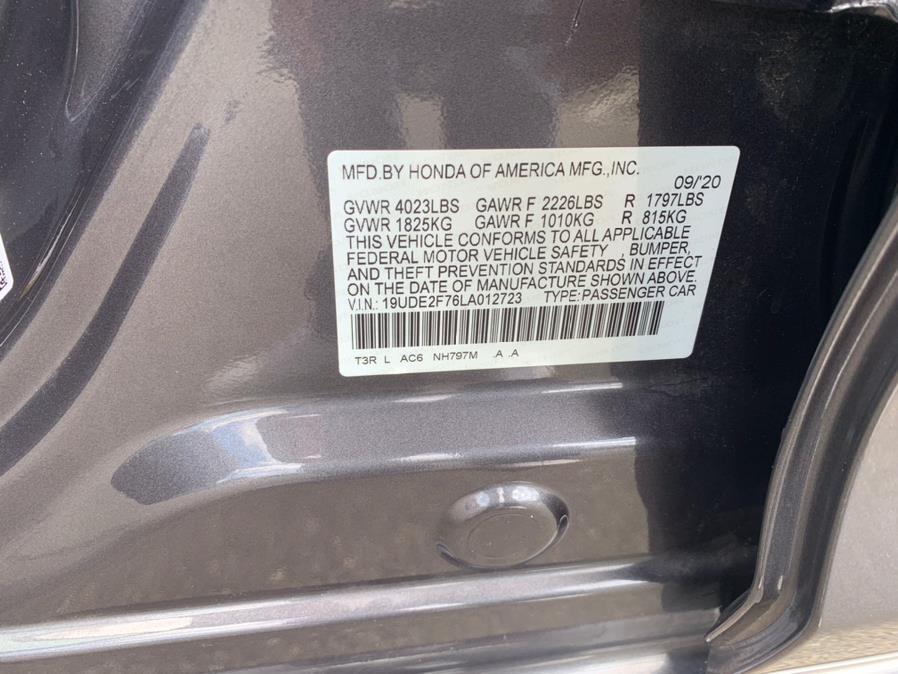 MFD.BY HONDA OF AMERICA MFG.,INC.
09/'20
GVWR 4023LBS GAWR F 2226LBS R 1797LBS
GVWR 1825KG GAWR F 1010KG R 815KG
THIS VEHICLE CONFORMS TO ALL APPLICABLE
FEDERAL MOTOR VEHICLE SAFETY , BUMPER,
AND THEFT PREVENTION STANDARDS IN EFFECT
ON THE DATE OF MANUFACTURE SHOWN ABOVE.
V.I.N.: 19UDE2F76LA012723 TYPE:PASSENGER CAR
T3R L AC6 NH797M .A .A